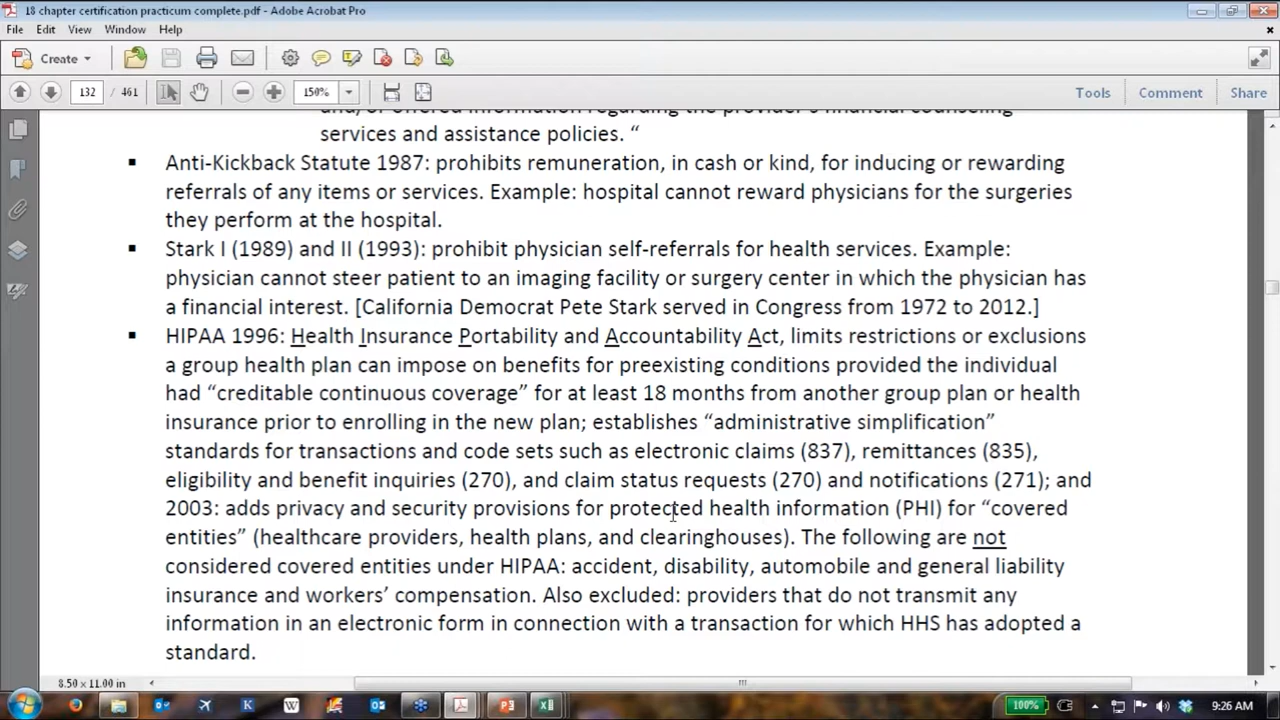 18 chapter certification practicum complete.pdf - Adobe Acrobat Pro
File Edit View Window Help
Create
132 / 461 150% Tools Comment Share
and/or offered information regarding the provider's financial counseling
services and assistance policies. “
▪ Anti-Kickback Statute 1987: prohibits remuneration, in cash or kind, for inducing or rewarding
referrals of any items or services. Example: hospital cannot reward physicians for the surgeries
they perform at the hospital.
▪ Stark I (1989) and II (1993): prohibit physician self-referrals for health services. Example:
physician cannot steer patient to an imaging facility or surgery center in which the physician has
a financial interest. [California Democrat Pete Stark served in Congress from 1972 to 2012.]
▪ HIPAA 1996: Health Insurance Portability and Accountability Act, limits restrictions or exclusions
a group health plan can impose on benefits for preexisting conditions provided the individual
had “creditable continuous coverage” for at least 18 months from another group plan or health
insurance prior to enrolling in the new plan; establishes “administrative simplification”
standards for transactions and code sets such as electronic claims (837), remittances (835),
eligibility and benefit inquiries (270), and claim status requests (270) and notifications (271); and
2003: adds privacy and security provisions for protected health information (PHI) for “covered
entities” (healthcare providers, health plans, and clearinghouses). The following are not
considered covered entities under HIPAA: accident, disability, automobile and general liability
insurance and workers’ compensation. Also excluded: providers that do not transmit any
information in an electronic form in connection with a transaction for which HHS has adopted a
standard.
8.50 x 11.00 in
100% 9:26 AM